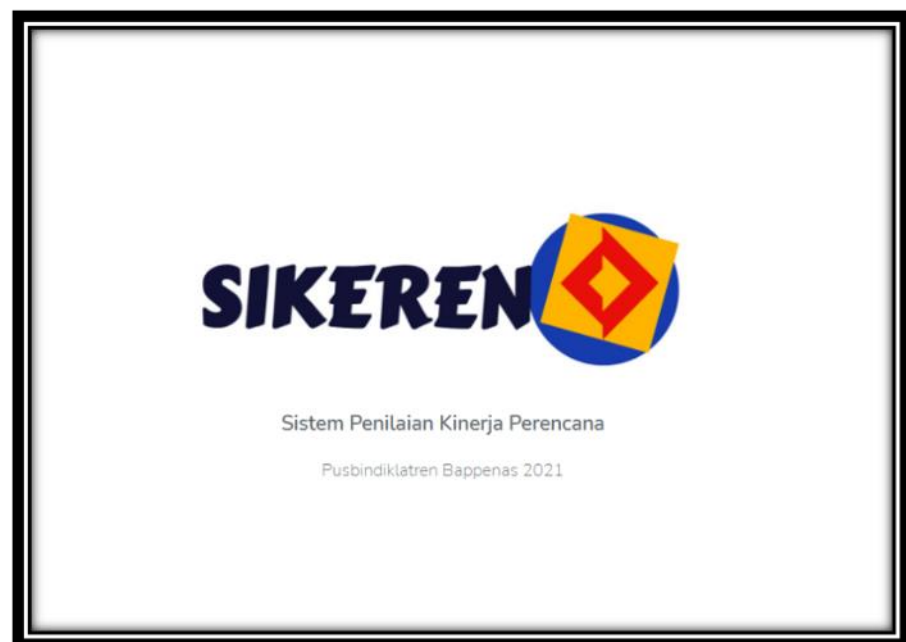 SIKEREN
Sistem Penilaian Kinerja Perencana
Pusbindiklatren Bappenas 2021